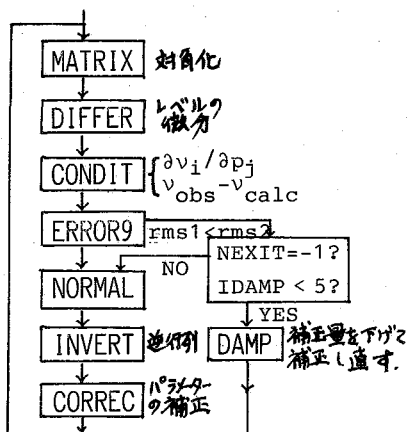 MATRIX 対角化
DIFFER レベルの
微分
CONDIT ∂νi/∂pj
νobs-νcalc
ERROR9 rms1<rms2
NEXIT=-1?
NO
IDAMP < 5?
NORMAL
YES
INVERT 逆行列
DAMP 補正量を下げて
補正し直す.
CORREC パラメーター
の補正